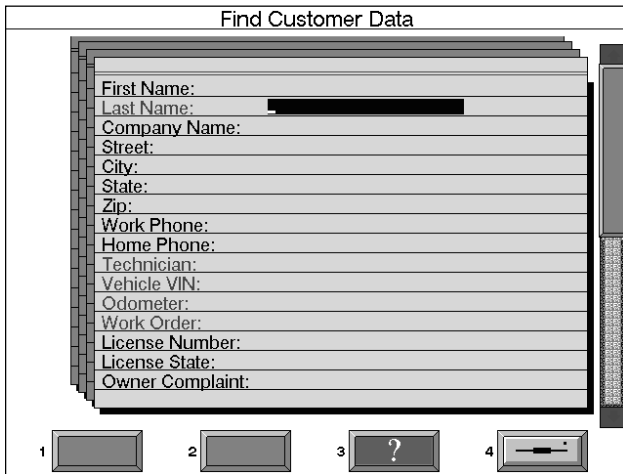 Find Customer Data
First Name:
Last Name:
Company Name:
Street:
City:
State:
Zip:
Work Phone:
Home Phone:
Technician:
Vehicle VIN:
Odometer:
Work Order:
License Number:
License State:
Owner Complaint:
1 2 3 ? 4